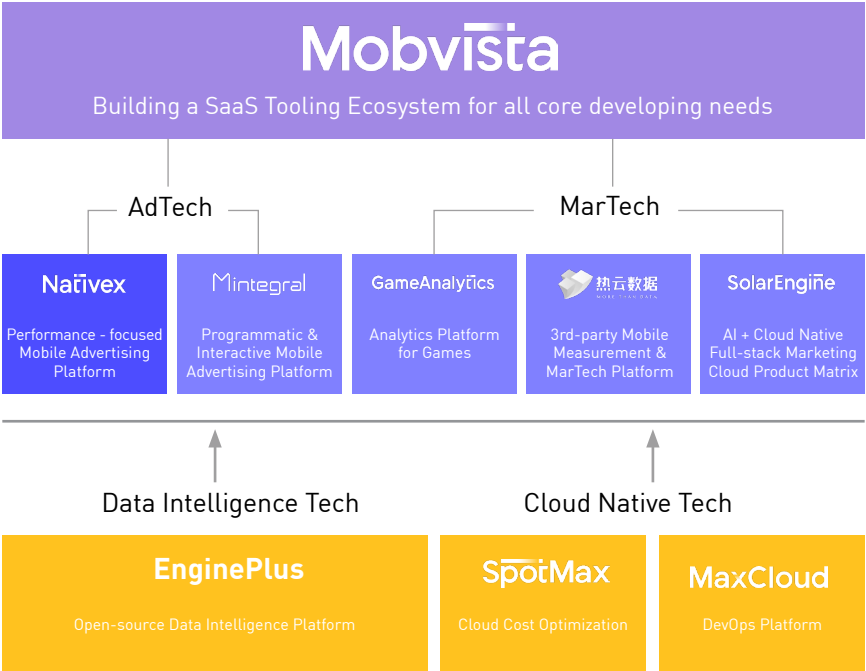 Mobvista
Building a SaaS Tooling Ecosystem for all core developing needs
AdTech
MarTech
Nativex
Performance - focused
Mobile Advertising
Platform
Mintegral
Programmatic &
Interactive Mobile
Advertising Platform
GameAnalytics
Analytics Platform
for Games
热云数据
MORE THAN DATA
3rd-party Mobile
Measurement &
MarTech Platform
SolarEngine
AI + Cloud Native
Full-stack Marketing
Cloud Product Matrix
Data Intelligence Tech
Cloud Native Tech
EnginePlus
Open-source Data Intelligence Platform
SpotMax
Cloud Cost Optimization
MaxCloud
DevOps Platform